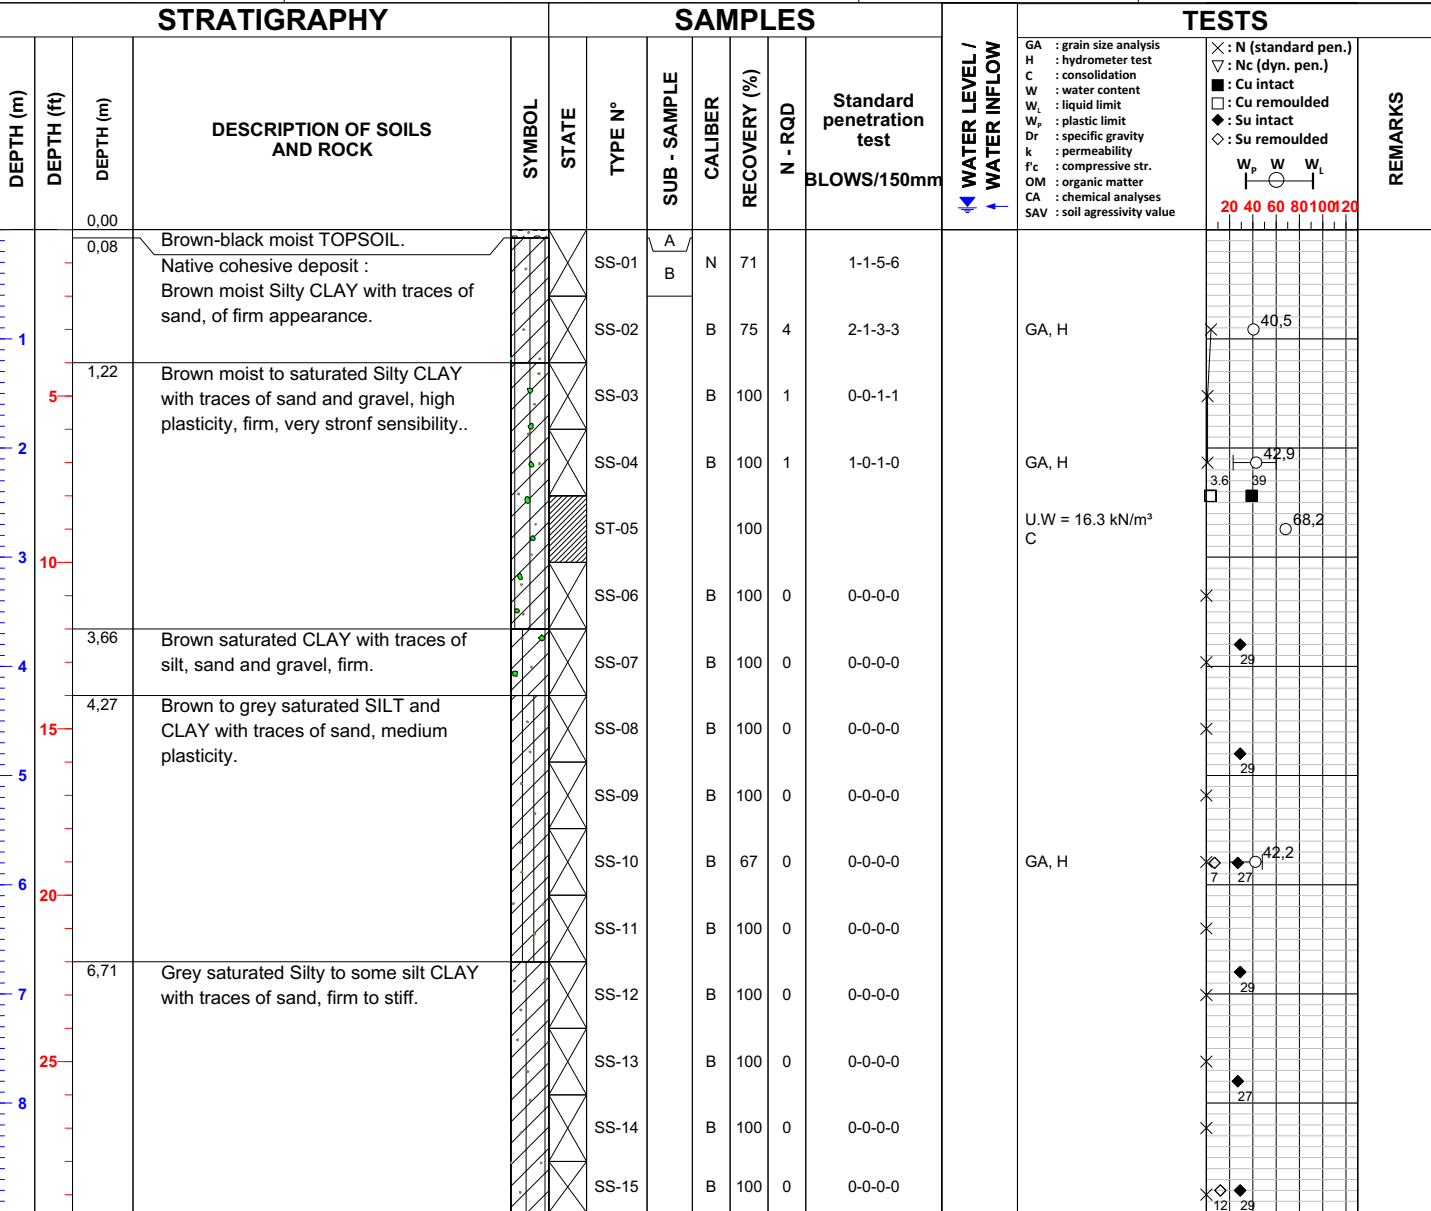 STRATIGRAPHY
SAMPLES
TESTS
DEPTH (m)
DEPTH (ft)
DEPTH (m)
DESCRIPTION OF SOILS
AND ROCK
SYMBOL
STATE
TYPE N°
SUB - SAMPLE
CALIBER
RECOVERY (%)
N - RQD
Standard
penetration
test
BLOWS/150mm
WATER LEVEL /
WATER INFLOW
GA : grain size analysis
H : hydrometer test
C : consolidation
W : water content
WL : liquid limit
WP : plastic limit
Dr : specific gravity
k : permeability
f'c : compressive str.
OM : organic matter
CA : chemical analyses
SAV : soil agressivity value
: N (standard pen.)
: Nc (dyn. pen.)
: Cu intact
: Cu remoulded
: Su intact
: Su remoulded
WP W WL
20 40 60 80 100 120
REMARKS
0,00
0,08 Brown-black moist TOPSOIL.
A
Native cohesive deposit :
Brown moist Silty CLAY with traces of
sand, of firm appearance.
SS-01 B N 71 1-1-5-6
1 SS-02 B 75 4 2-1-3-3 GA, H 40,5
1,22 Brown moist to saturated Silty CLAY
with traces of sand and gravel, high
plasticity, firm, very stronf sensibility..
5 SS-03 B 100 1 0-0-1-1
2 SS-04 B 100 1 1-0-1-0 GA, H 42,9
3.6 39
ST-05 100 U.W = 16.3 kN/m³ 68,2
C
3 10
SS-06 B 100 0 0-0-0-0
3,66 Brown saturated CLAY with traces of
silt, sand and gravel, firm.
4 SS-07 B 100 0 0-0-0-0 29
4,27 Brown to grey saturated SILT and
CLAY with traces of sand, medium
plasticity.
15 SS-08 B 100 0 0-0-0-0
5 29
SS-09 B 100 0 0-0-0-0
SS-10 B 67 0 0-0-0-0 GA, H 42,2
7 27
6 20
SS-11 B 100 0 0-0-0-0
6,71 Grey saturated Silty to some silt CLAY
with traces of sand, firm to stiff.
29
7 SS-12 B 100 0 0-0-0-0
25 SS-13 B 100 0 0-0-0-0
8 27
SS-14 B 100 0 0-0-0-0
SS-15 B 100 0 0-0-0-0
12 29